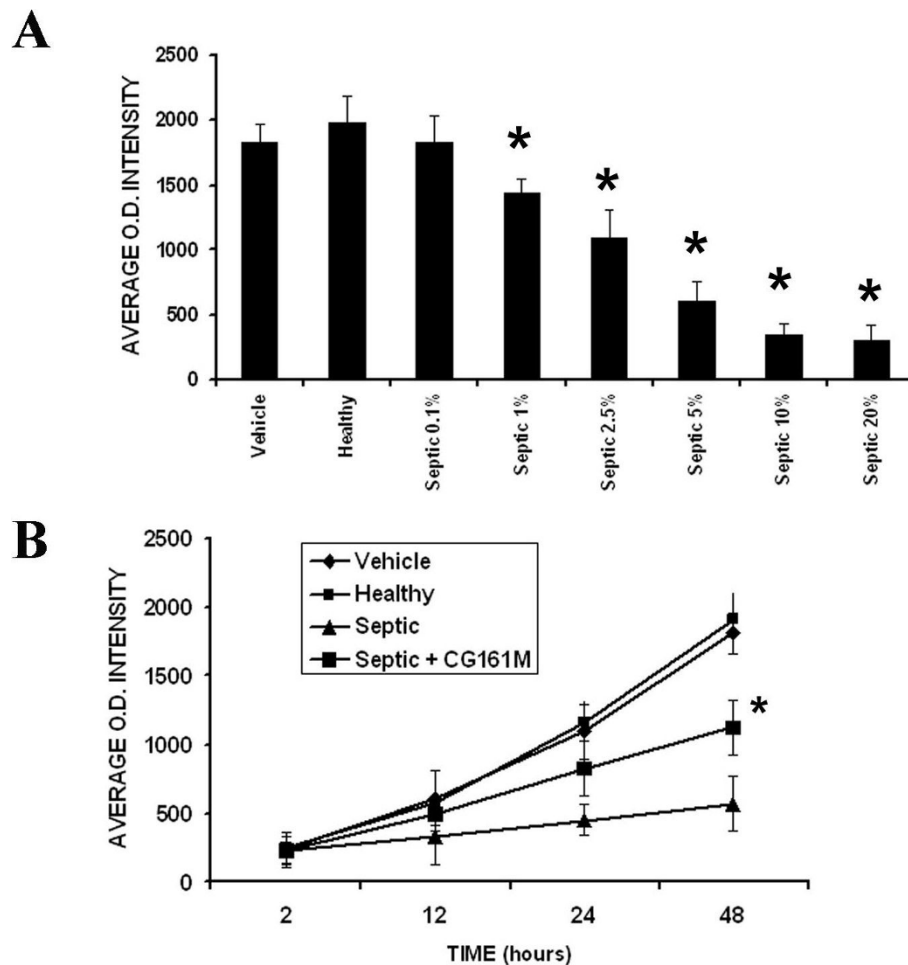 A
AVERAGE O.D. INTENSITY
2500
2000
1500
1000
500
0
*
*
*
*
*
Vehicle
Healthy
Septic 0.1%
Septic 1%
Septic 2.5%
Septic 5%
Septic 10%
Septic 20%
B
AVERAGE O.D. INTENSITY
2500
2000
1500
1000
500
0
Vehicle
Healthy
Septic
Septic + CG161M
*
2 12 24 48
TIME (hours)